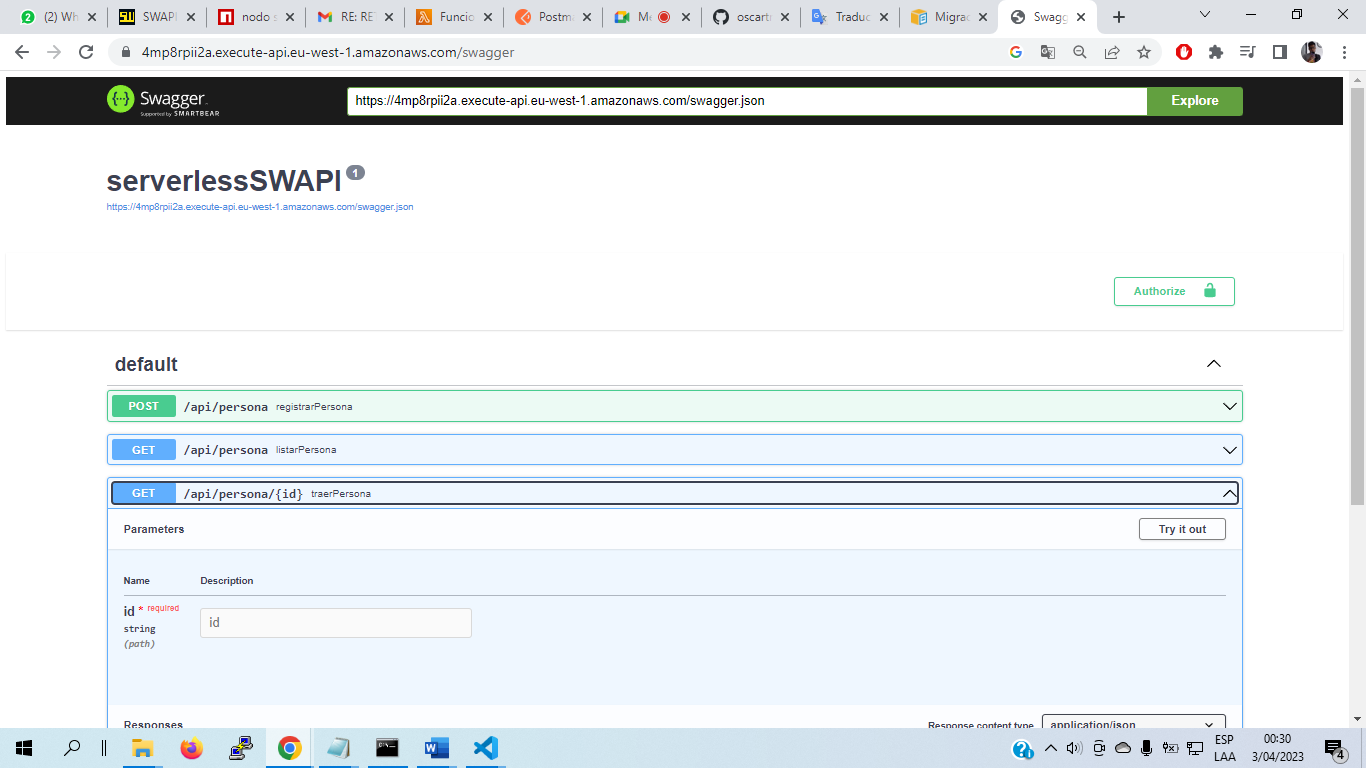 2 (2) Wh
SW SWAPI
nodo s
RE: RE
Funcio
Postm
Me
oscart
Traduc
Migrac
Swagg
4mp8rpii2a.execute-api.eu-west-1.amazonaws.com/swagger
Swagger
Supported by SMARTBEAR
https://4mp8rpii2a.execute-api.eu-west-1.amazonaws.com/swagger.json
Explore
serverlessSWAPI 1
https://4mp8rpii2a.execute-api.eu-west-1.amazonaws.com/swagger.json
Authorize
default
POST /api/persona registrarPersona
GET /api/persona listarPersona
GET /api/persona/{id} traerPersona
Parameters
Try it out
Name Description
id * required
string
(path)
id
Responses
Response content type
application/json
ESP
LAA
00:30
3/04/2023
4